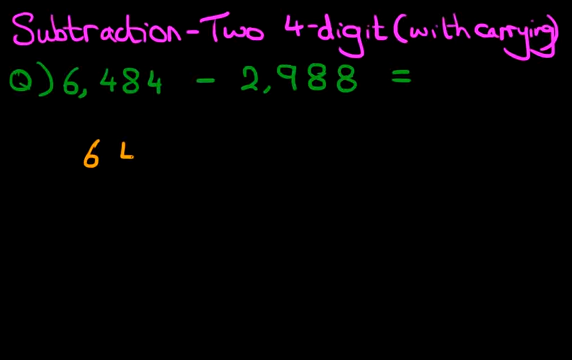 Subtraction-Two 4-digit (with carrying)
Q) 6,484 - 2,988 =
6